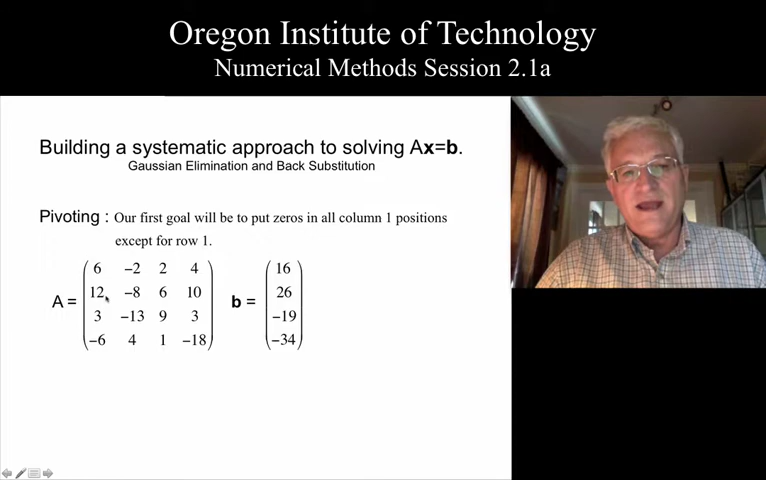 Oregon Institute of Technology
Numerical Methods Session 2.1a
Building a systematic approach to solving Ax=b.
Gaussian Elimination and Back Substitution
Pivoting : Our first goal will be to put zeros in all column 1 positions
except for row 1.
6 −2 2 4 16
12 −8 6 10 26
A = b =
3 −13 9 3 −19
−6 4 1 −18 −34